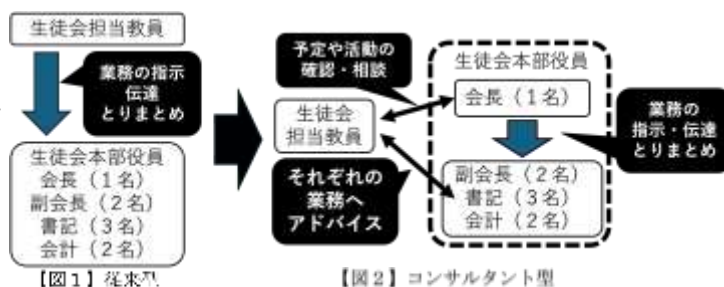 生徒会担当教員
業務の指示
伝達
とりまとめ
生徒会本部役員
会長(1名)
副会長(2名)
書記(3名)
会計(2名)
【図1】従来型
予定や活動の
確認・相談
生徒会
担当教員
それぞれの
業務へ
アドバイス
生徒会本部役員
会長(1名)
業務の
指示・伝達
とりまとめ
副会長(2名)
書記(3名)
会計(2名)
【図2】コンサルタント型